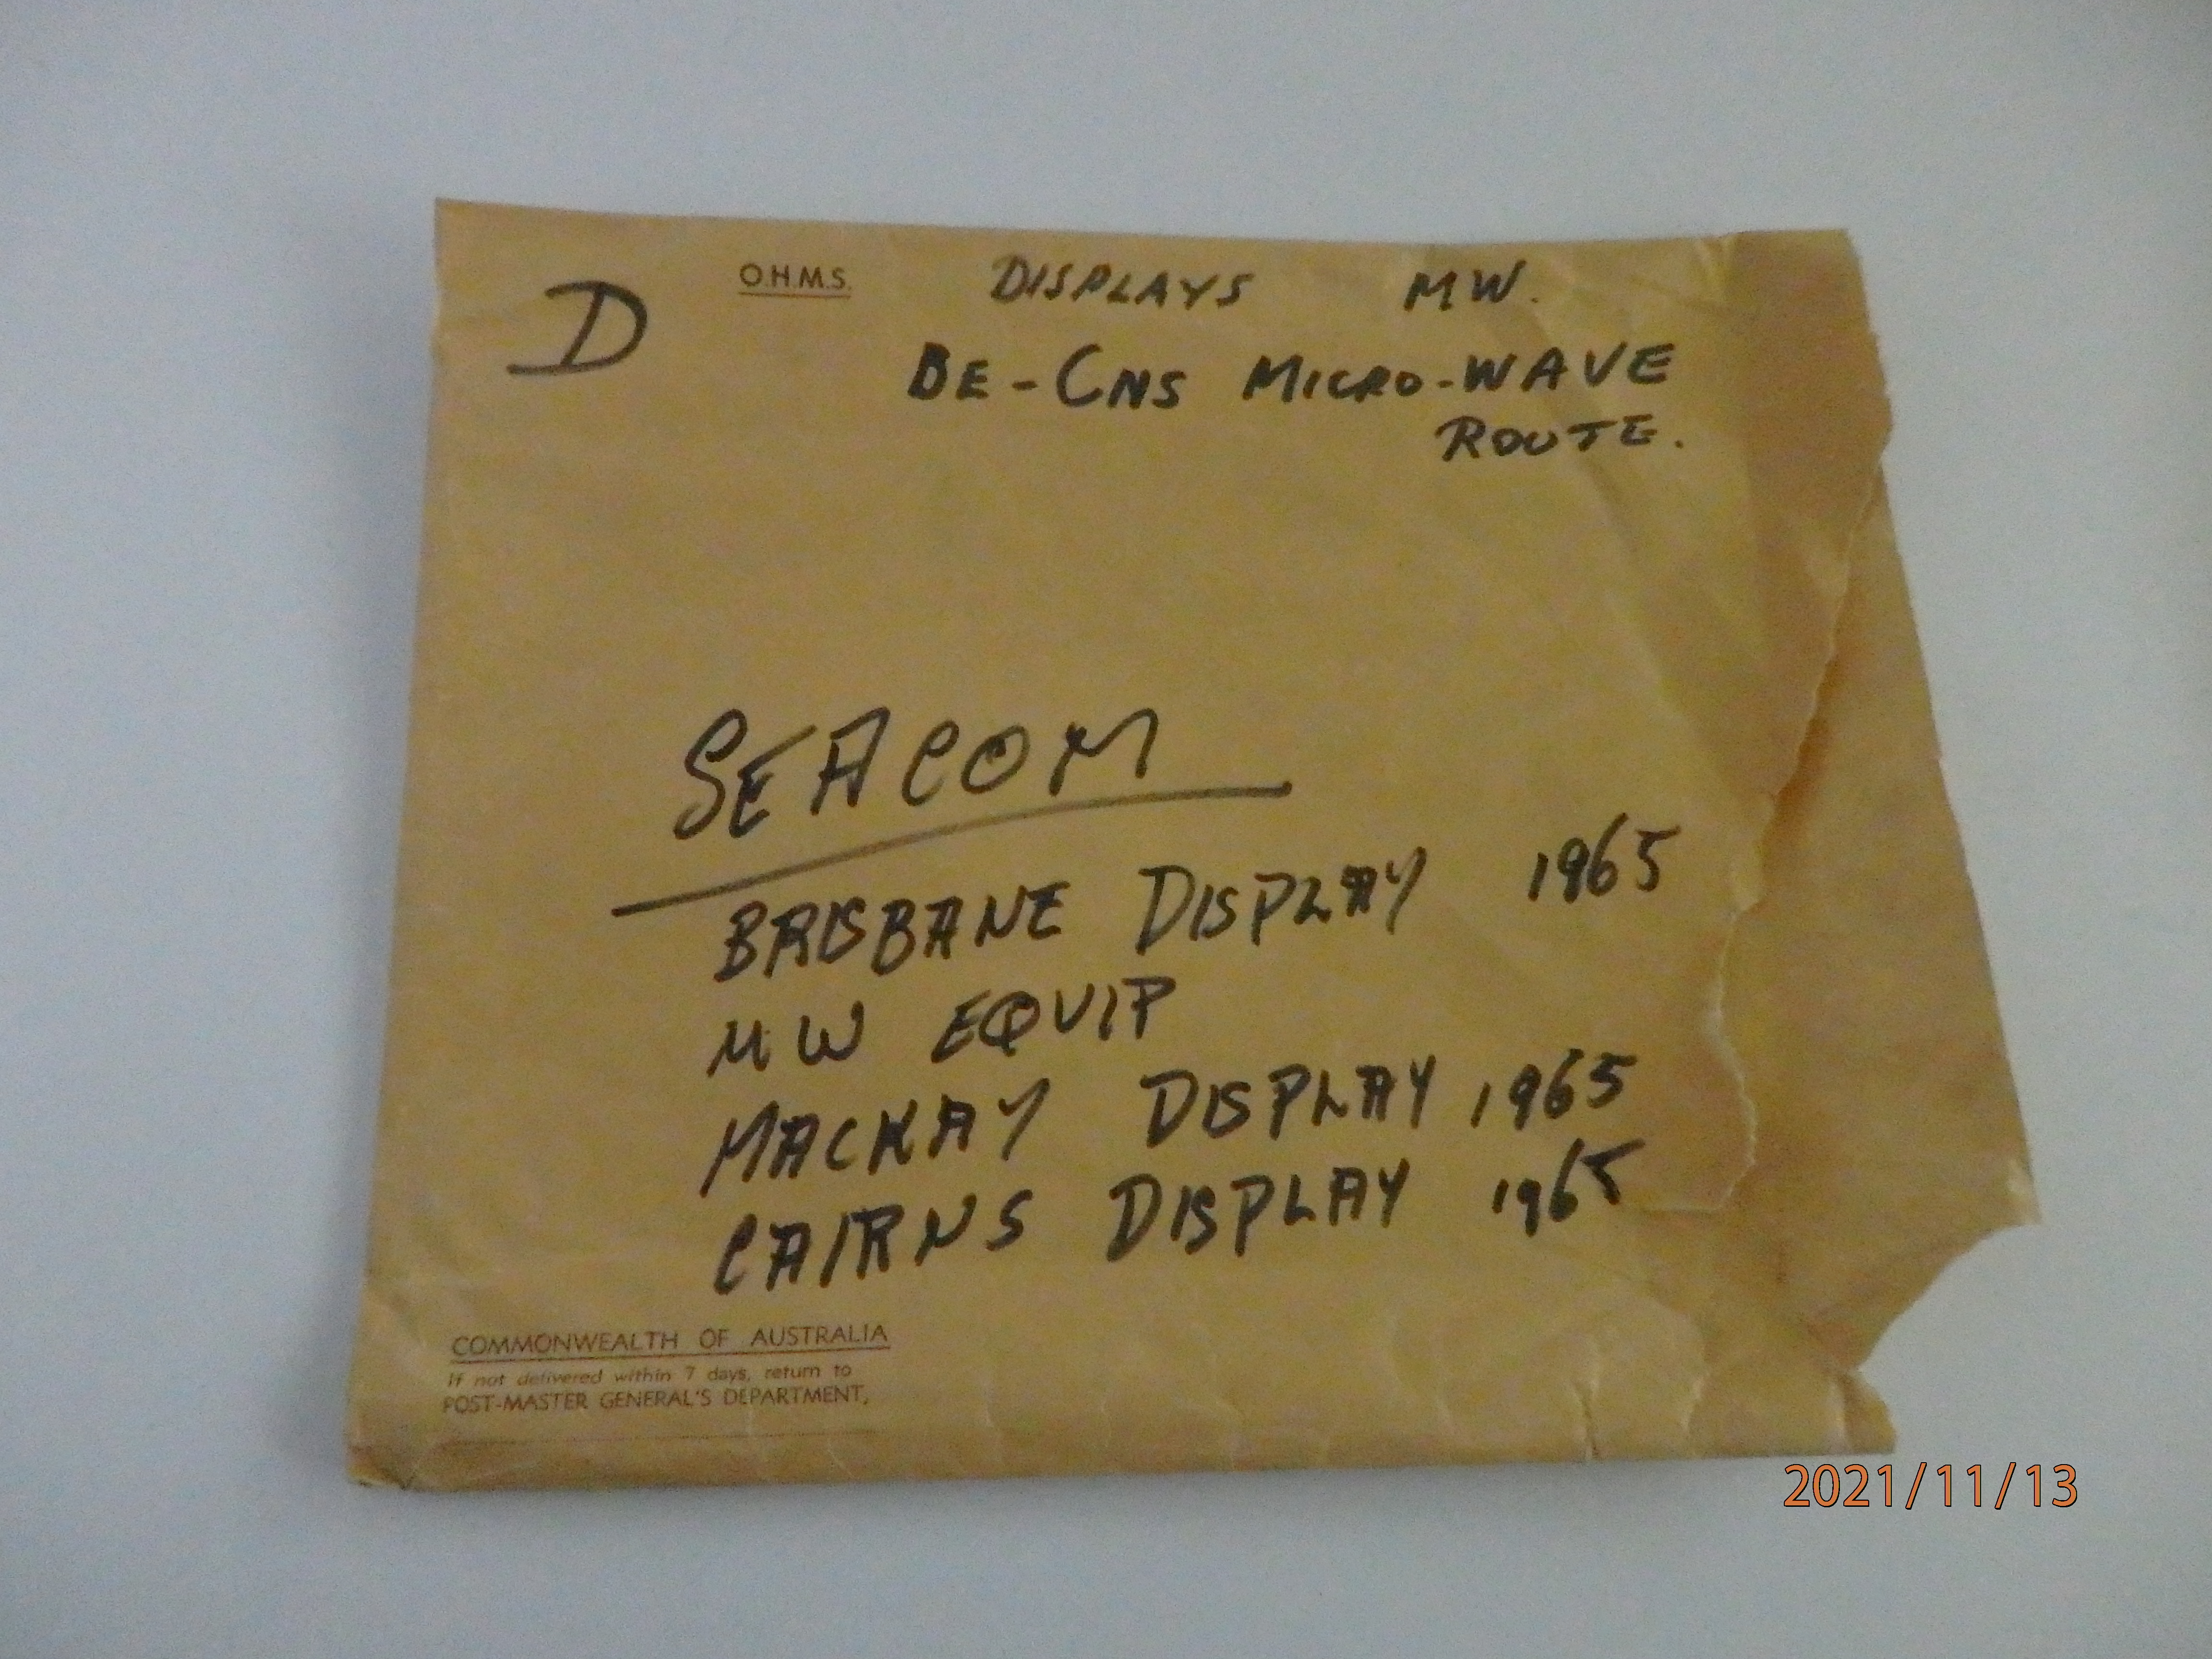 D
O.H.M.S. DISPLAYS MW.
BE-CNS MICRO-WAVE
ROUTE.
SEACOM
BRISBANE DISPLAY 1965
MW EQUIP
MACKAY DISPLAY 1965
CAIRNS DISPLAY 1965
COMMONWEALTH OF AUSTRALIA
If not delivered within 7 days, return to
POST-MASTER GENERAL'S DEPARTMENT,
2021/11/13